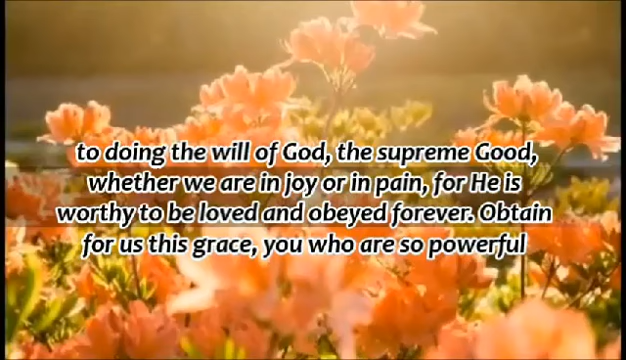 to doing the will of God, the supreme Good,
whether we are in joy or in pain, for He is
worthy to be loved and obeyed forever. Obtain
for us this grace, you who are so powerful